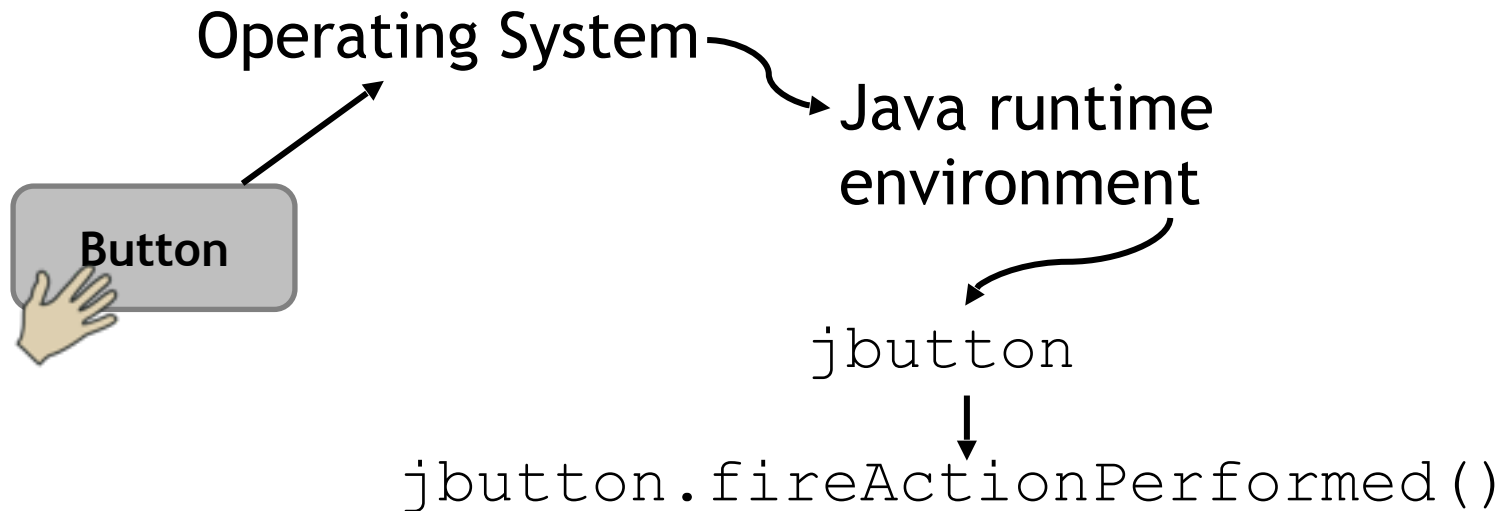 Operating System
Java runtime
environment
Button
jbutton
jbutton.fireActionPerformed()